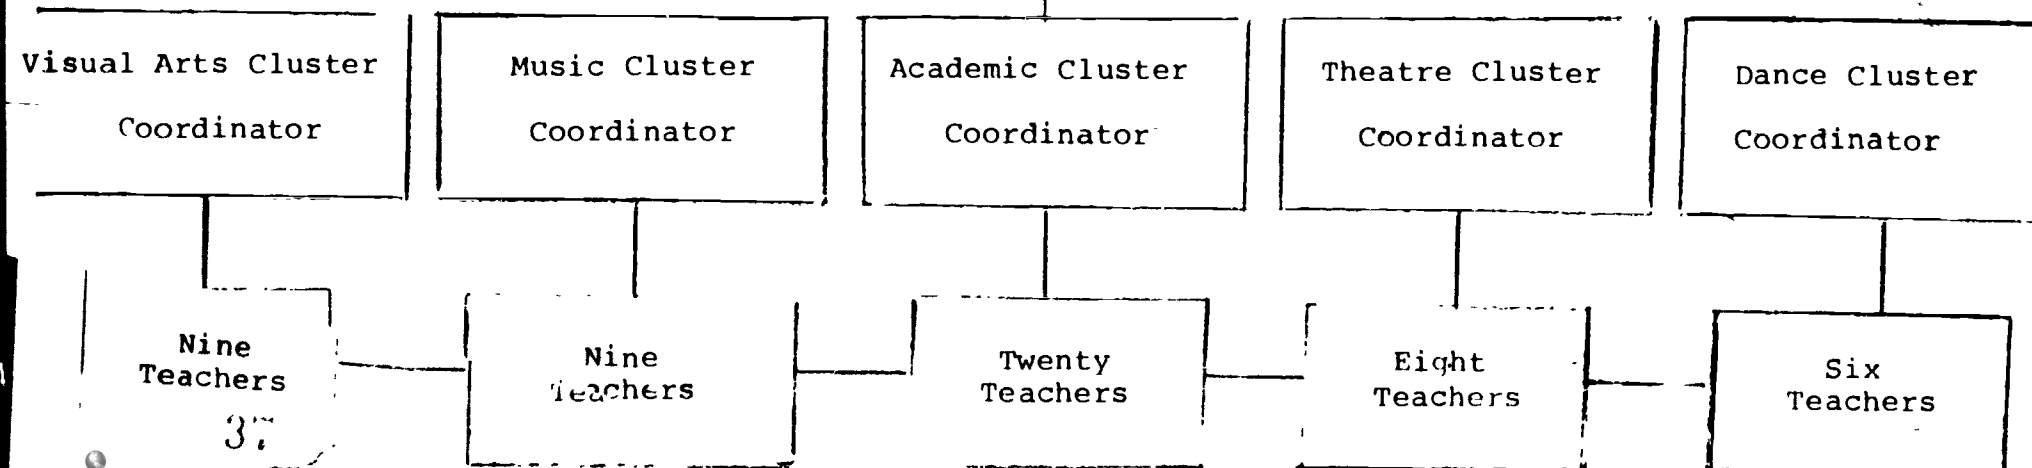 Visual Arts Cluster
Coordinator
Music Cluster
Coordinator
Academic Cluster
Coordinator
Theatre Cluster
Coordinator
Dance Cluster
Coordinator
Nine
Teachers
37
Nine
Teachers
Twenty
Teachers
Eight
Teachers
Six
Teachers